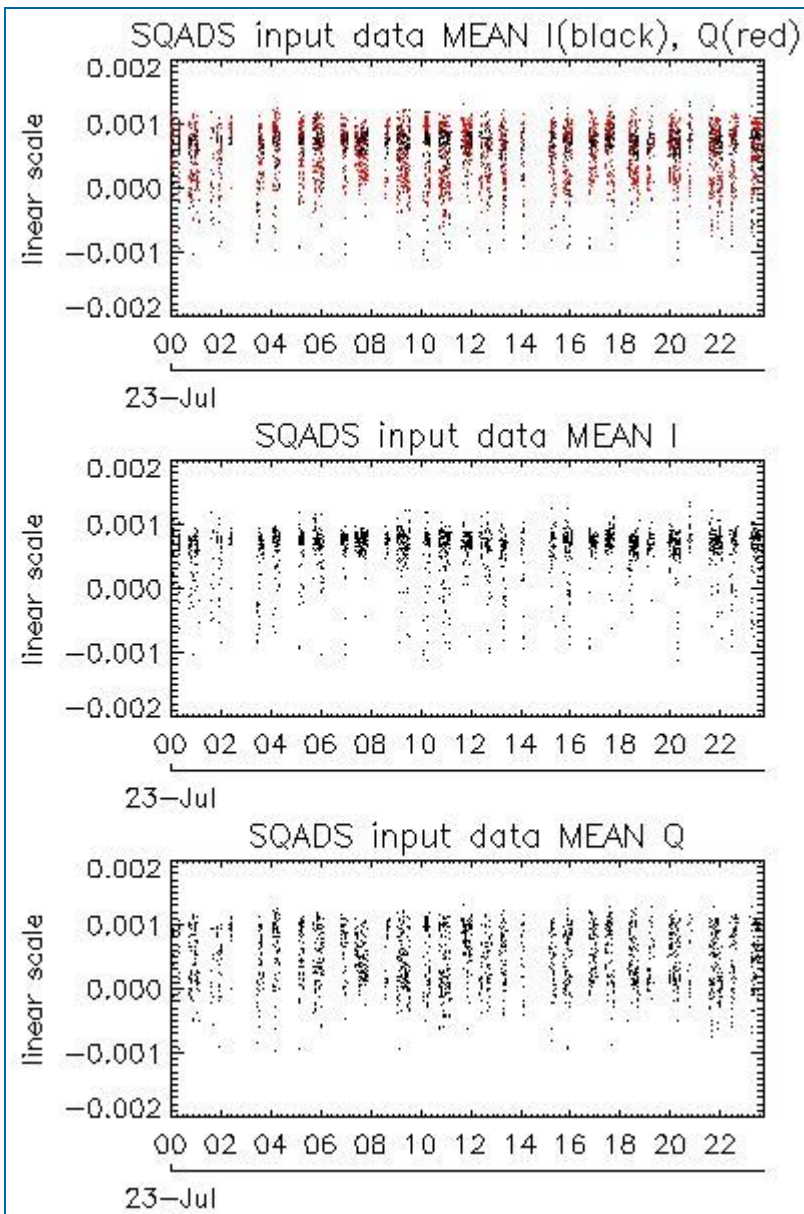 SQADS input data MEAN I(black), Q(red)
0.002
0.001
0.000
-0.001
-0.002
linear scale
00 02 04 06 08 10 12 14 16 18 20 22
23-Jul
SQADS input data MEAN I
0.002
0.001
0.000
-0.001
-0.002
linear scale
00 02 04 06 08 10 12 14 16 18 20 22
23-Jul
SQADS input data MEAN Q
0.002
0.001
0.000
-0.001
-0.002
linear scale
00 02 04 06 08 10 12 14 16 18 20 22
23-Jul